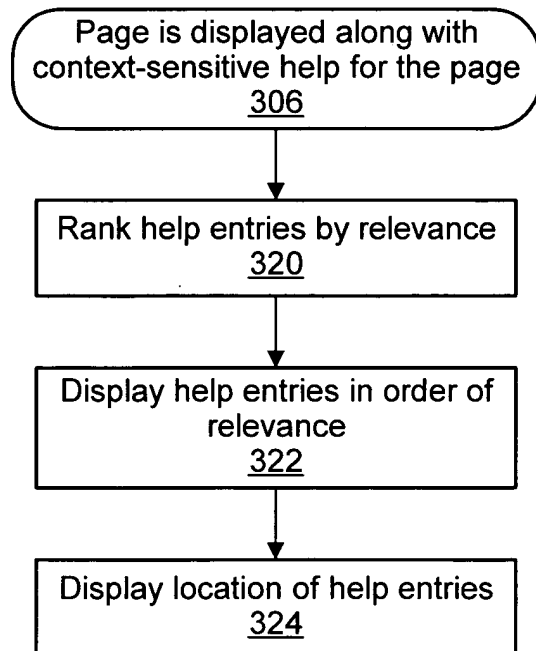 Page is displayed along with
context-sensitive help for the page
306
Rank help entries by relevance
320
Display help entries in order of
relevance
322
Display location of help entries
324